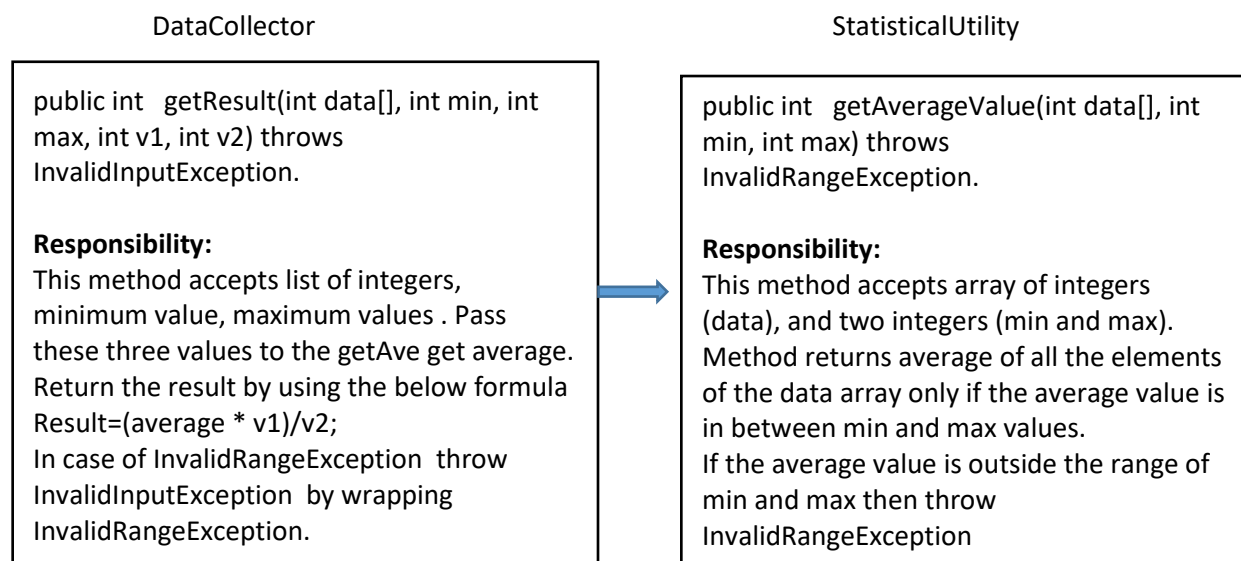 DataCollector
public int   getResult(int data[], int min, int
max, int v1, int v2) throws
InvalidInputException.
Responsibility:
This method accepts list of integers,
minimum value, maximum values . Pass
these three values to the getAve get average.
Return the result by using the below formula
Result=(average * v1)/v2;
In case of InvalidRangeException  throw
InvalidInputException  by wrapping
InvalidRangeException.
StatisticalUtility
public int   getAverageValue(int data[], int
min, int max) throws
InvalidRangeException.
Responsibility:
This method accepts array of integers
(data), and two integers (min and max).
Method returns average of all the elements
of the data array only if the average value is
in between min and max values.
If the average value is outside the range of
min and max then throw
InvalidRangeException